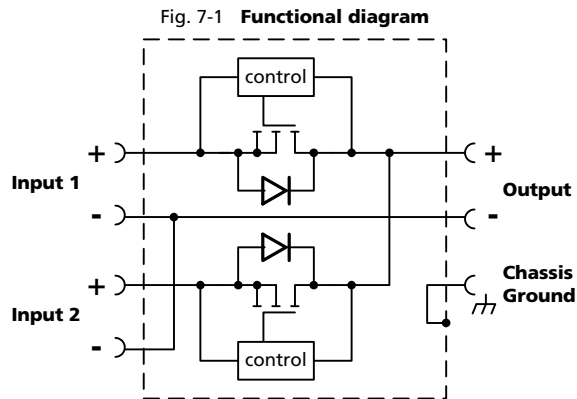 Fig. 7-1 Functional diagram
control
+ +
Input 1 Output
- -
+ Chassis
Ground
Input 2
-
control